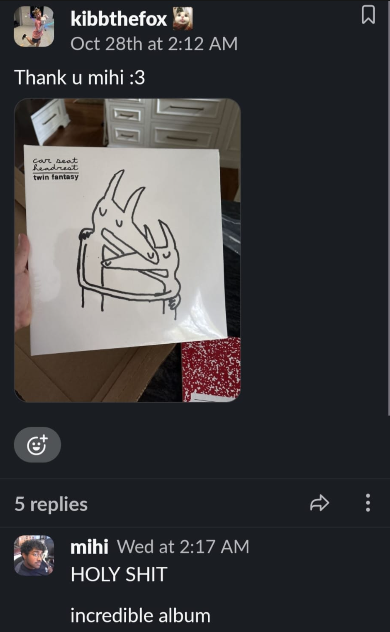 kibbthefox
Oct 28th at 2:12 AM
Thank u mihi :3
car seat
headrest
twin fantasy
5 replies
mihi Wed at 2:17 AM
HOLY SHIT
incredible album